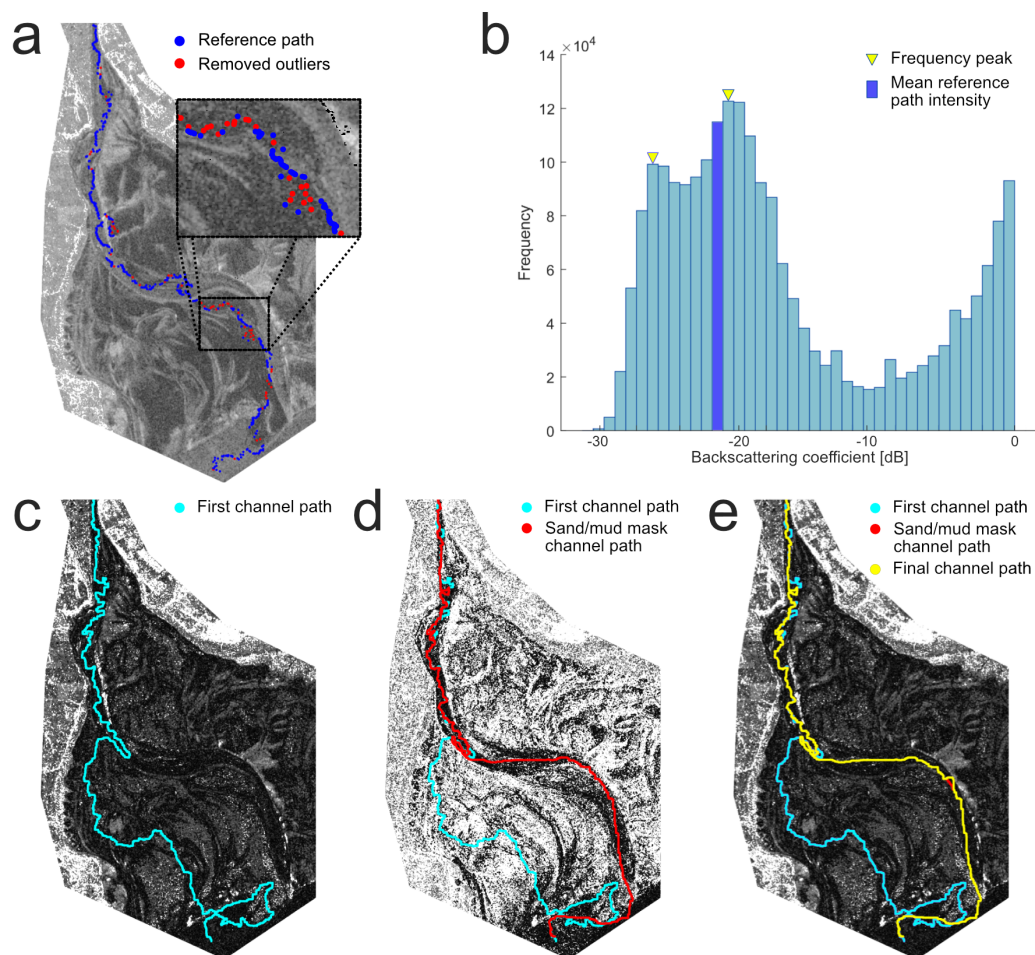 a
Reference path
Removed outliers
b
×10⁴
Frequency peak
Mean reference
path intensity
14
12
10
8
6
4
2
0
Frequency
-30
-20
-10
0
Backscattering coefficient [dB]
c
First channel path
d
First channel path
Sand/mud mask
channel path
e
First channel path
Sand/mud mask
channel path
Final channel path